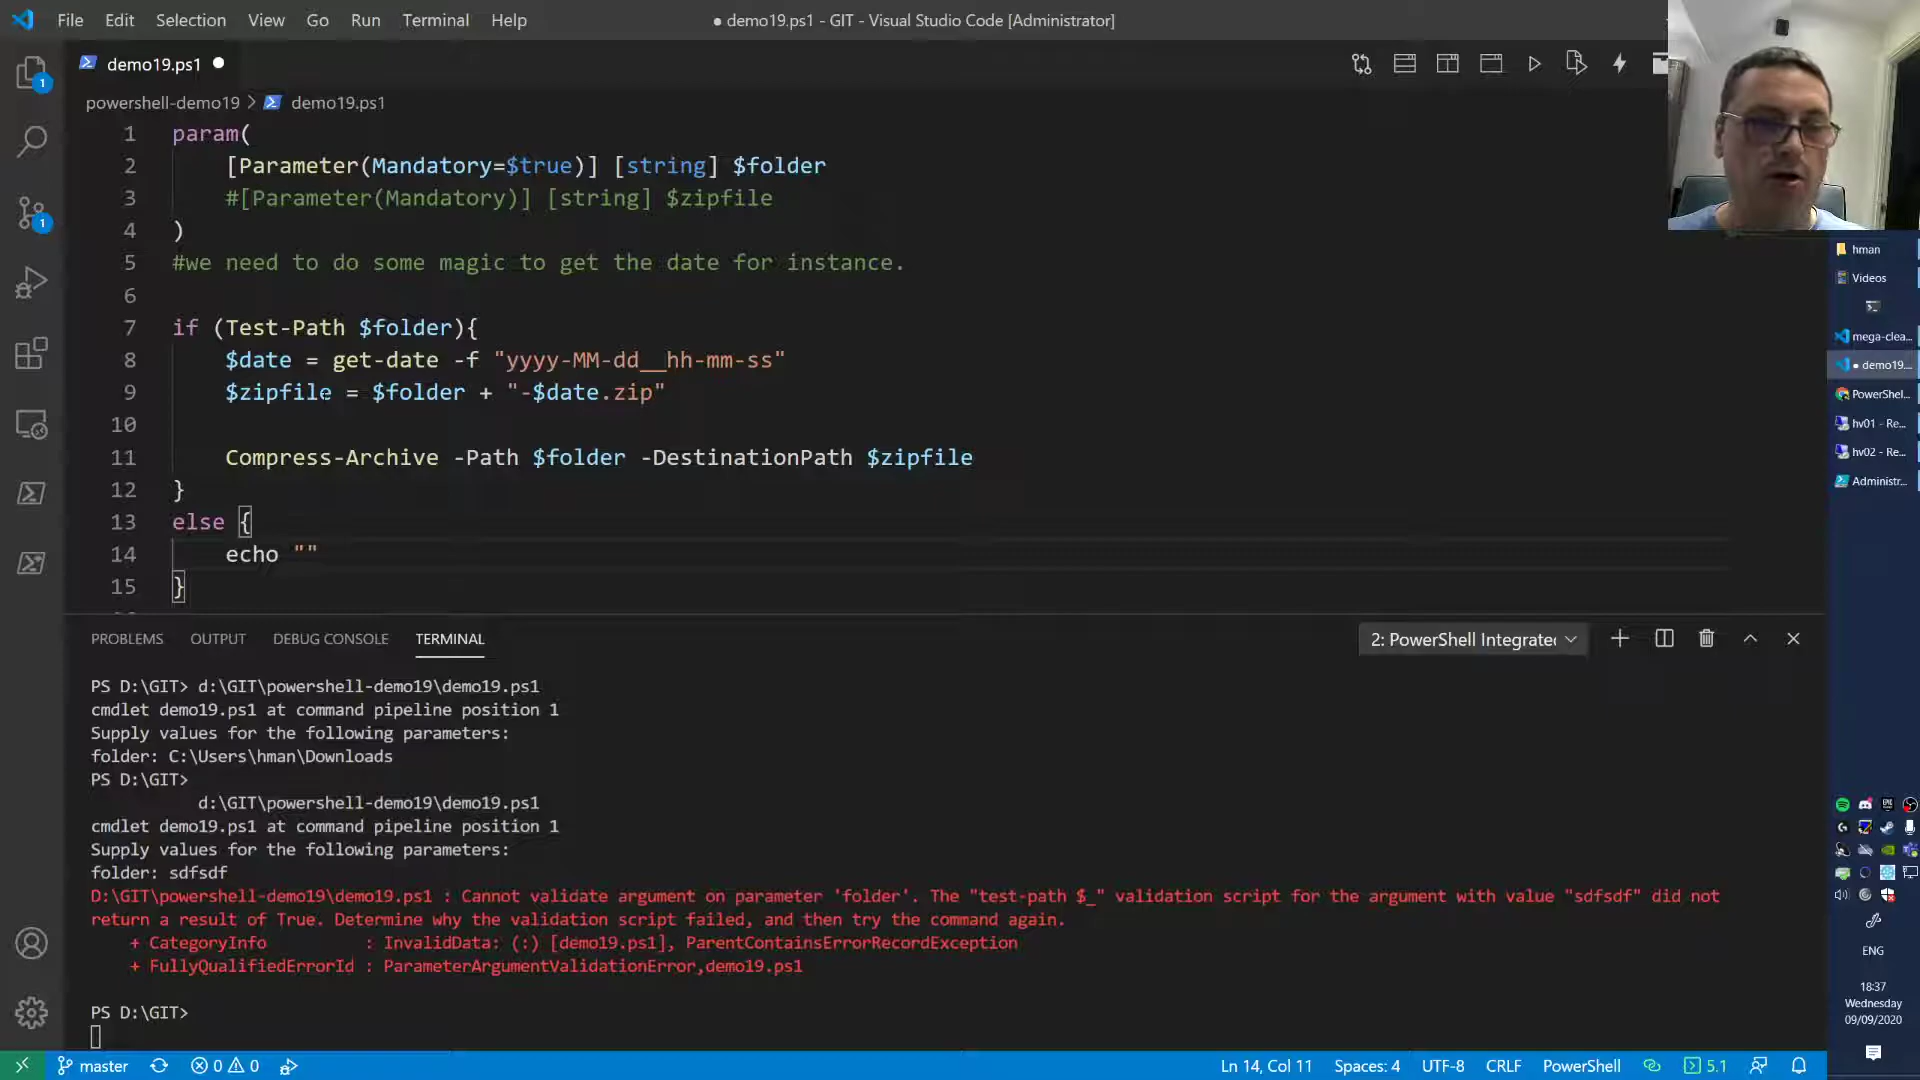 File Edit Selection View Go Run Terminal Help
● demo19.ps1 - GIT - Visual Studio Code [Administrator]
demo19.ps1
powershell-demo19 > demo19.ps1
1 param(
2 [Parameter(Mandatory=$true)] [string] $folder
3 #[Parameter(Mandatory)] [string] $zipfile
4 )
5 #we need to do some magic to get the date for instance.
6
7 if (Test-Path $folder){
8 $date = get-date -f "yyyy-MM-dd__hh-mm-ss"
9 $zipfile = $folder + "-$date.zip"
10
11 Compress-Archive -Path $folder -DestinationPath $zipfile
12 }
13 else {
14 echo ""
15 }
PROBLEMS OUTPUT DEBUG CONSOLE TERMINAL
2: PowerShell Integrated
PS D:\GIT> d:\GIT\powershell-demo19\demo19.ps1
cmdlet demo19.ps1 at command pipeline position 1
Supply values for the following parameters:
folder: C:\Users\hman\Downloads
PS D:\GIT>
d:\GIT\powershell-demo19\demo19.ps1
cmdlet demo19.ps1 at command pipeline position 1
Supply values for the following parameters:
folder: sdfsdf
D:\GIT\powershell-demo19\demo19.ps1 : Cannot validate argument on parameter 'folder'. The "test-path $_" validation script for the argument with value "sdfsdf" did not
return a result of True. Determine why the validation script failed, and then try the command again.
+ CategoryInfo : InvalidData: (:) [demo19.ps1], ParentContainsErrorRecordException
+ FullyQualifiedErrorId : ParameterArgumentValidationError,demo19.ps1
PS D:\GIT>
master 0 0
Ln 14, Col 11 Spaces: 4 UTF-8 CRLF PowerShell 5.1
1
1
hman
Videos
mega-clea...
● demo19....
PowerShel...
hv01 - Re...
hv02 - Re...
Administr...
ENG
18:37
Wednesday
09/09/2020